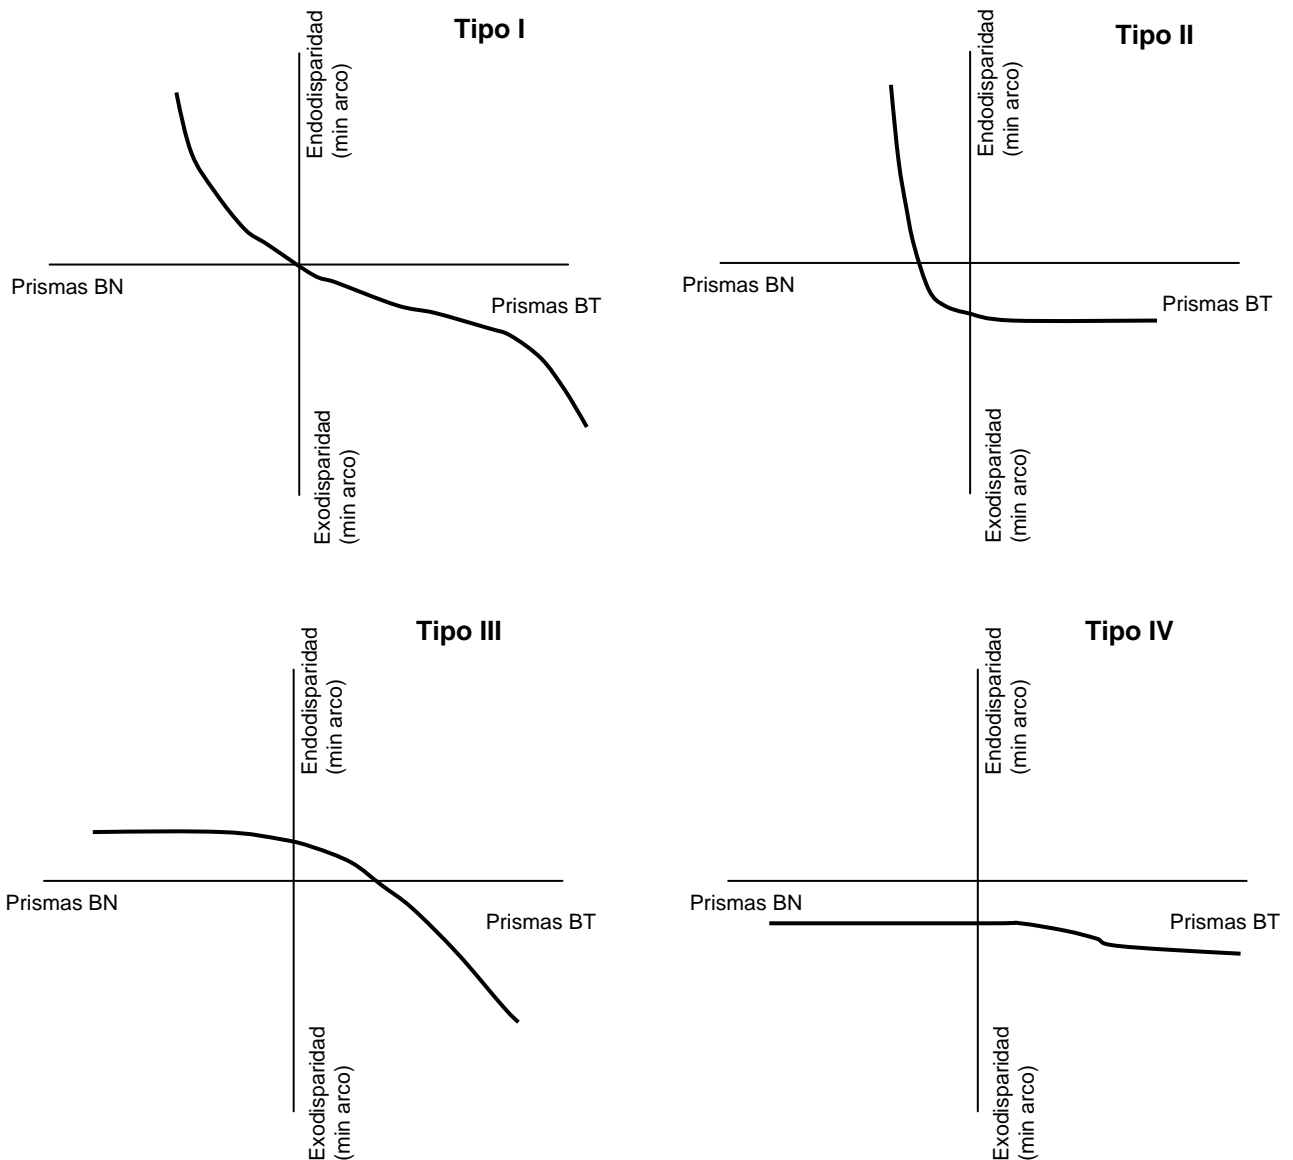 Tipo I
Endodisparidad
(min arco)
Prismas BN
Prismas BT
Exodisparidad
(min arco)
Tipo II
Endodisparidad
(min arco)
Prismas BN
Prismas BT
Exodisparidad
(min arco)
Tipo III
Endodisparidad
(min arco)
Prismas BN
Prismas BT
Exodisparidad
(min arco)
Tipo IV
Endodisparidad
(min arco)
Prismas BN
Prismas BT
Exodisparidad
(min arco)